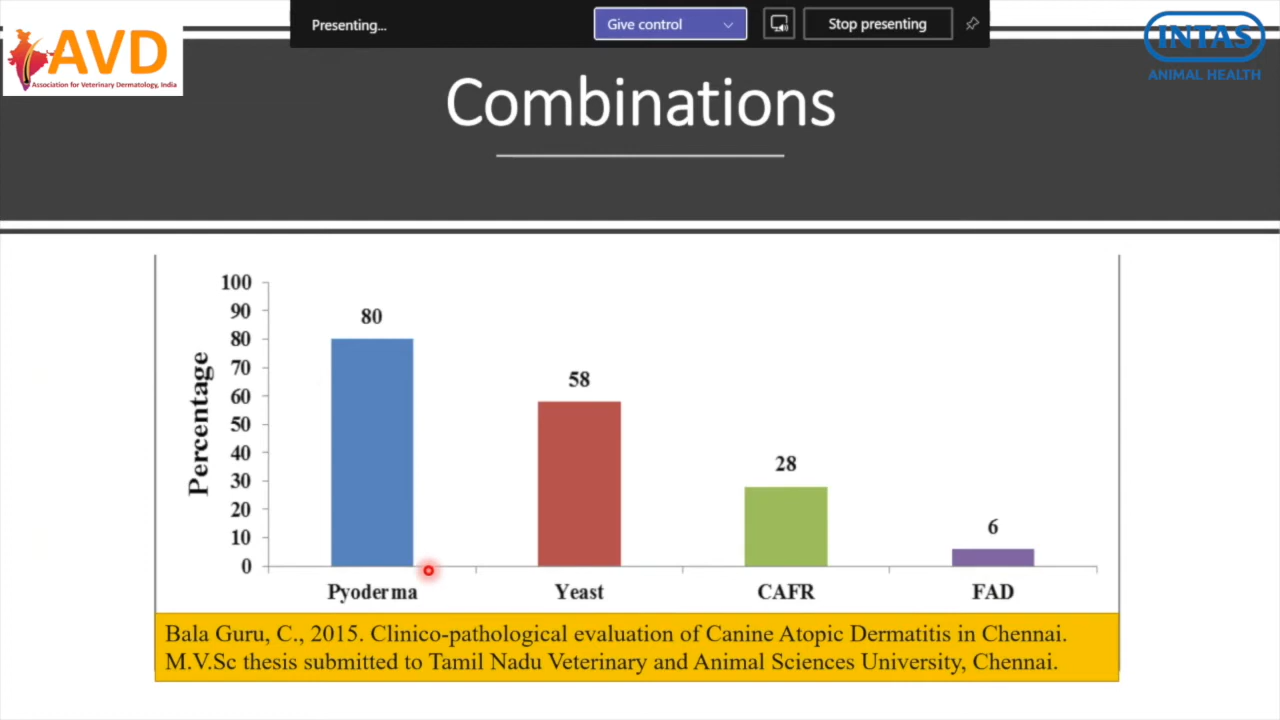 Presenting...
Give control
Stop presenting
AVD
Association for Veterinary Dermatology, India
INTAS
ANIMAL HEALTH
Combinations
Percentage
100
90
80
70
60
50
40
30
20
10
0
80
58
28
6
Pyoderma
Yeast
CAFR
FAD
Bala Guru, C., 2015. Clinico-pathological evaluation of Canine Atopic Dermatitis in Chennai.
M.V.Sc thesis submitted to Tamil Nadu Veterinary and Animal Sciences University, Chennai.